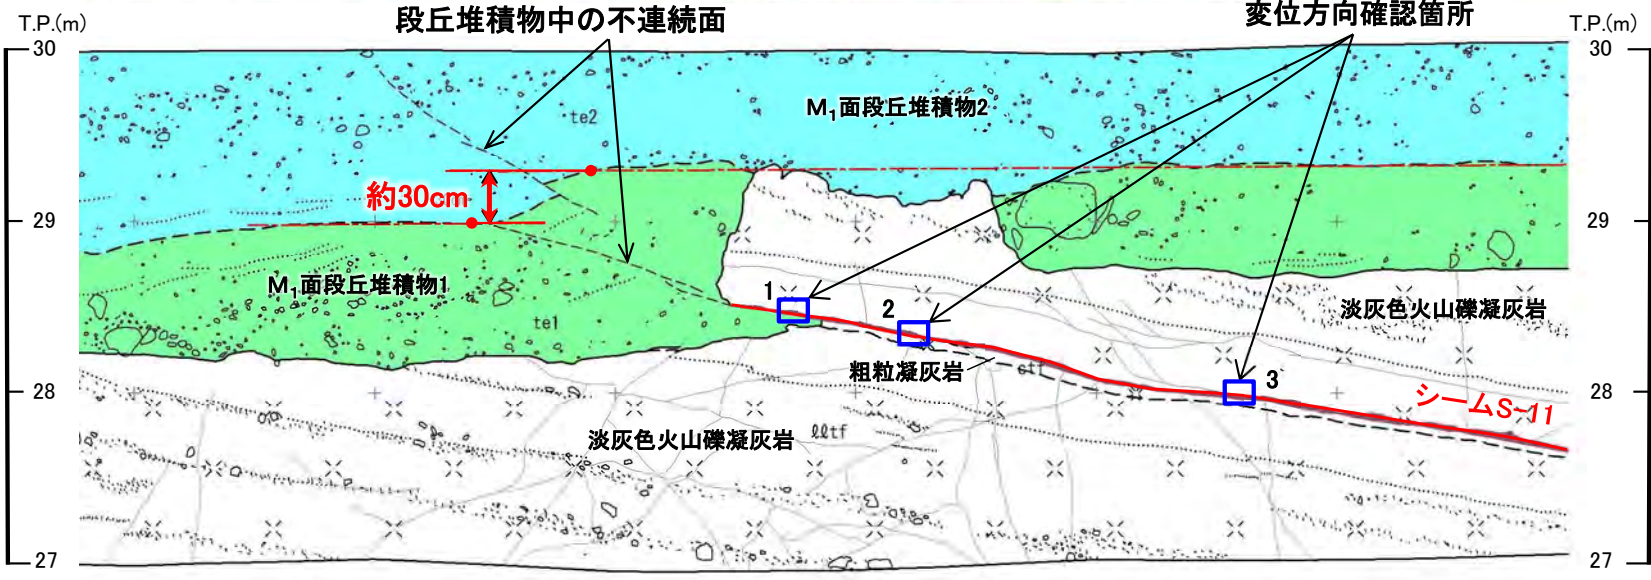 段丘堆積物中の不連続面
変位方向確認箇所
T.P.(m)
T.P.(m)
30
30
M₁面段丘堆積物2
te2
約30cm
29
29
M₁面段丘堆積物1
te1
1
2
3
淡灰色火山礫凝灰岩
粗粒凝灰岩
ctf
28
28
シームS-11
淡灰色火山礫凝灰岩
ℓℓtf
27
27